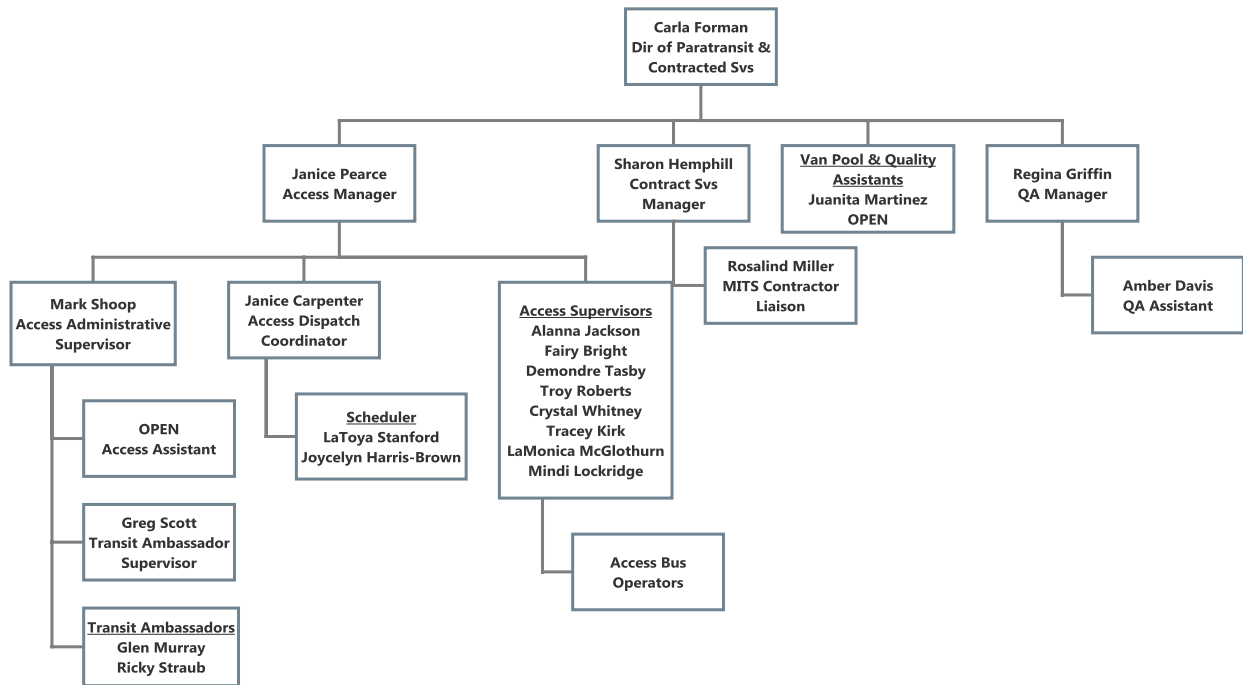 Carla Forman
Dir of Paratransit &
Contracted Svs
Janice Pearce
Access Manager
Sharon Hemphill
Contract Svs
Manager
Van Pool & Quality
Assistants
Juanita Martinez
OPEN
Regina Griffin
QA Manager
Rosalind Miller
MITS Contractor
Liaison
Amber Davis
QA Assistant
Mark Shoop
Access Administrative
Supervisor
Janice Carpenter
Access Dispatch
Coordinator
Access Supervisors
Alanna Jackson
Fairy Bright
Demondre Tasby
Troy Roberts
Crystal Whitney
Tracey Kirk
LaMonica McGlothurn
Mindi Lockridge
OPEN
Access Assistant
Scheduler
LaToya Stanford
Joycelyn Harris-Brown
Greg Scott
Transit Ambassador
Supervisor
Access Bus
Operators
Transit Ambassadors
Glen Murray
Ricky Straub